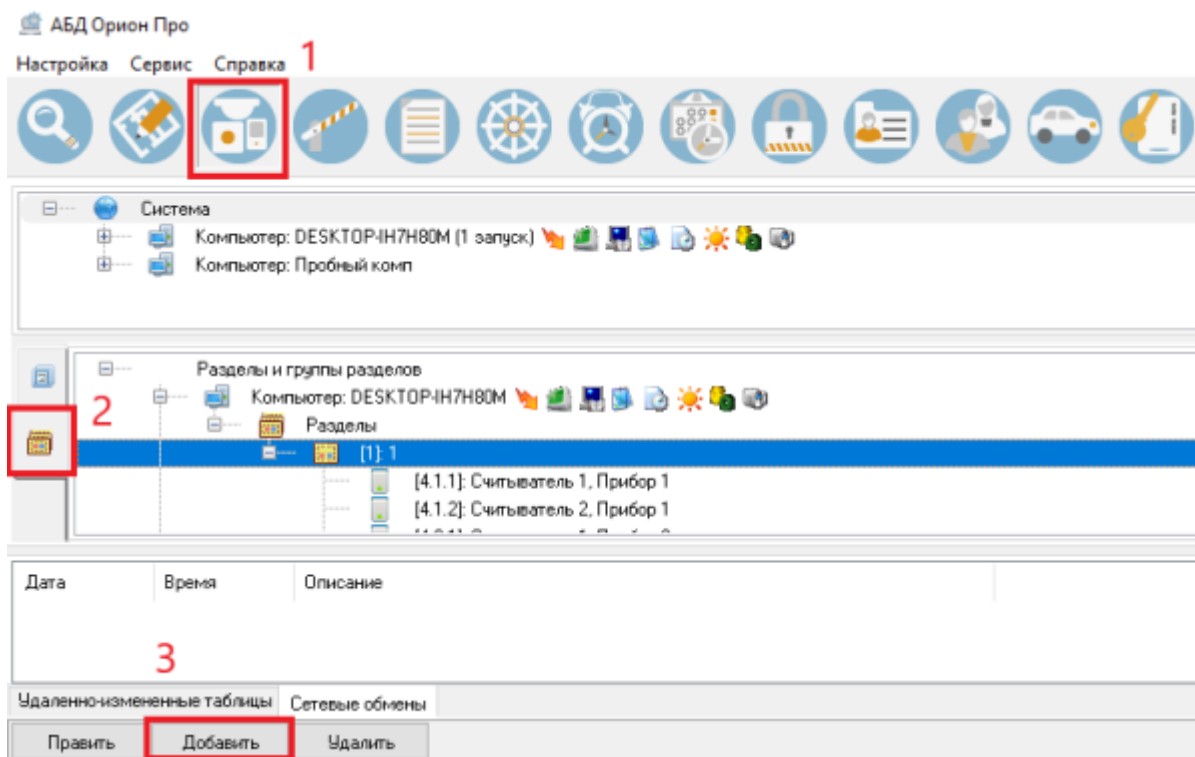 АБД Орион Про
Настройка Сервис Справка 1
Система
Компьютер: DESKTOP-IH7H80M (1 запуск)
Компьютер: Пробный комп
Разделы и группы разделов
2 Компьютер: DESKTOP-IH7H80M
Разделы
[1]: 1
[4.1.1]: Считыватель 1, Прибор 1
[4.1.2]: Считыватель 2, Прибор 1
Дата Время Описание
3
Удаленно-измененные таблицы Сетевые обмены
Править Добавить Удалить